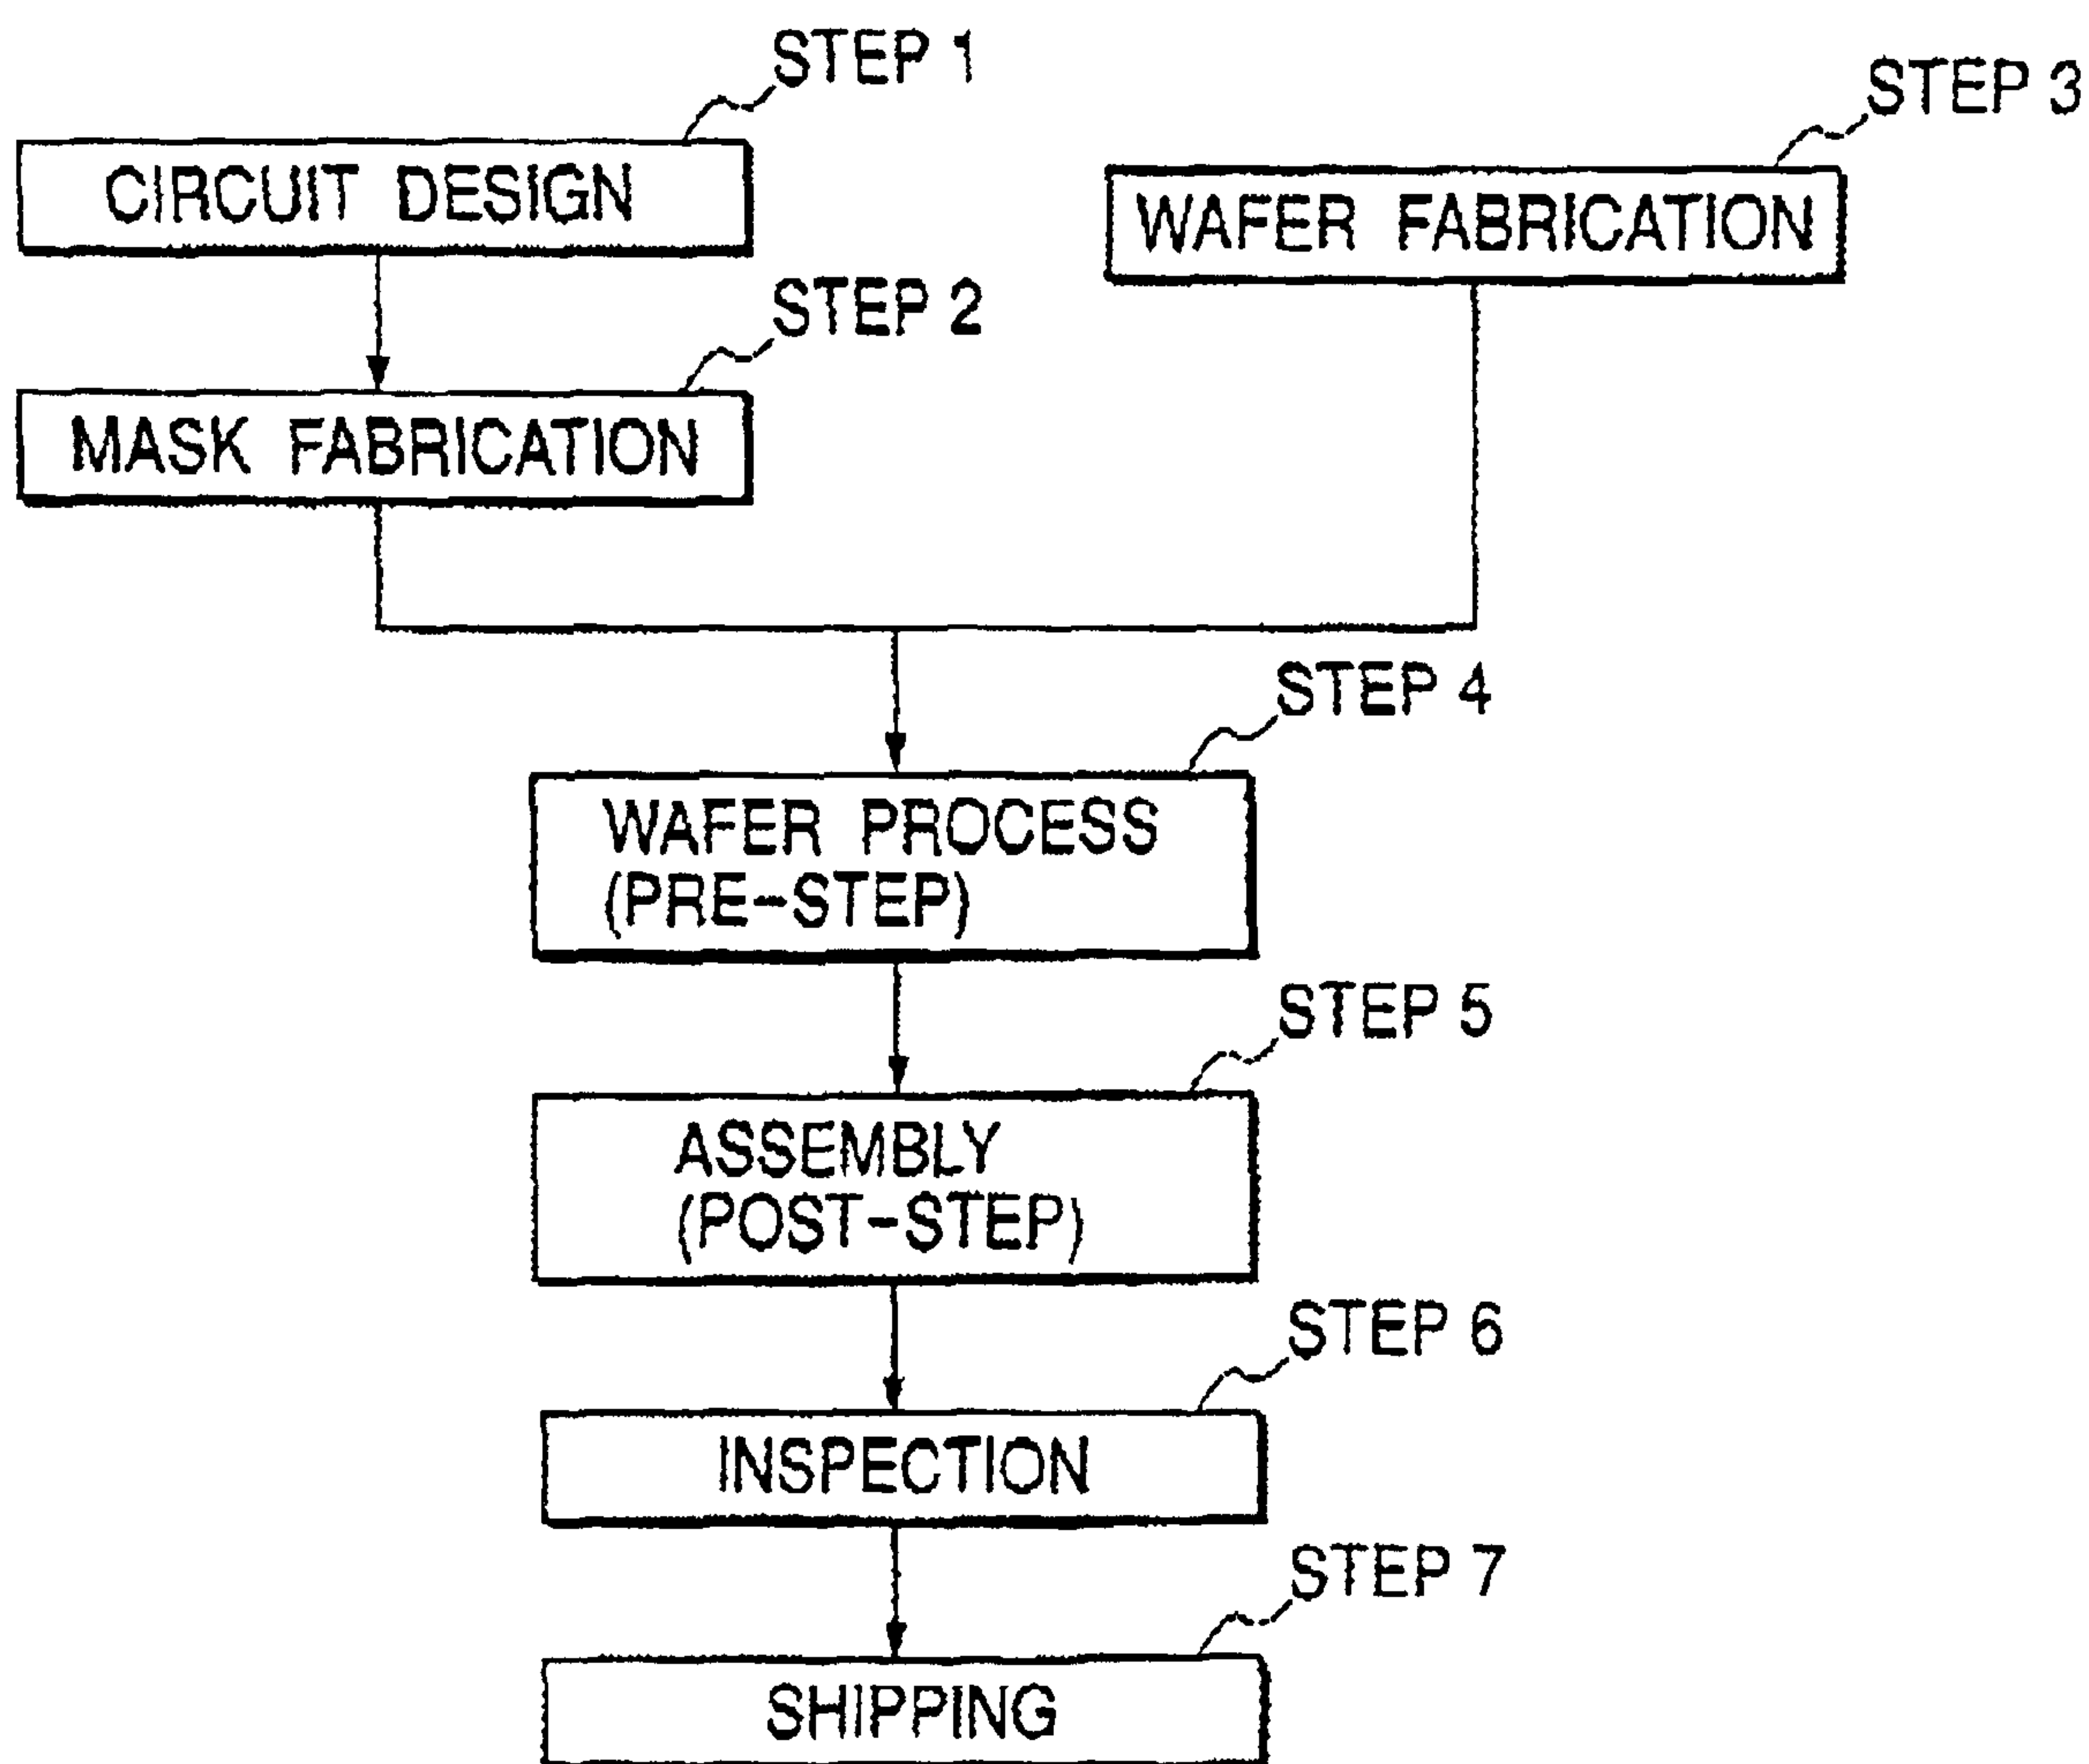 STEP 1
CIRCUIT DESIGN
STEP 3
WAFER FABRICATION
STEP 2
MASK FABRICATION
STEP 4
WAFER PROCESS
(PRE-STEP)
STEP 5
ASSEMBLY
(POST-STEP)
STEP 6
INSPECTION
STEP 7
SHIPPING